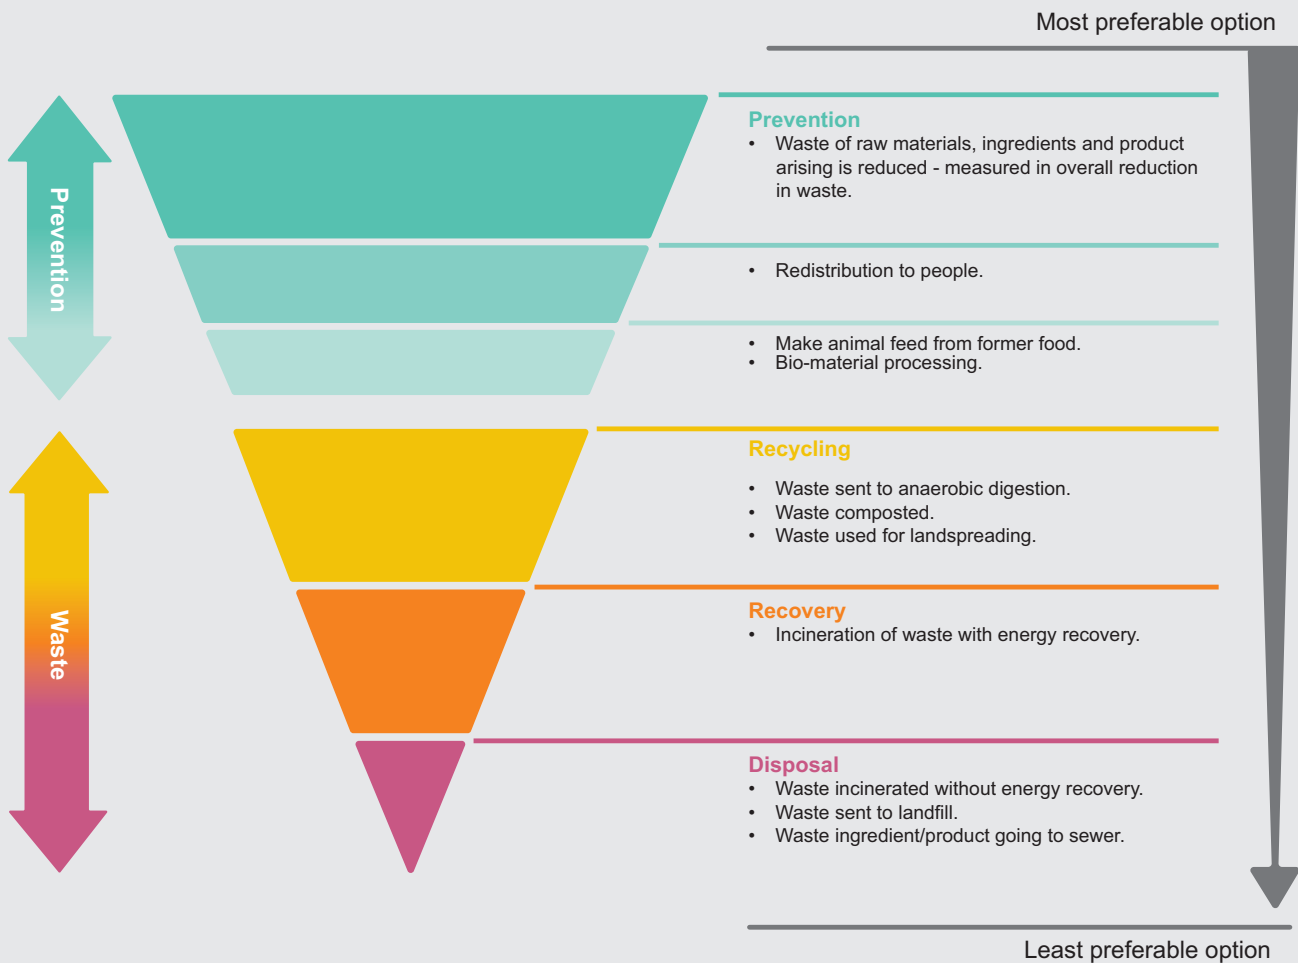 Most preferable option
Prevention
Prevention
• Waste of raw materials, ingredients and product
arising is reduced - measured in overall reduction
in waste.
• Redistribution to people.
• Make animal feed from former food.
• Bio-material processing.
Waste
Recycling
• Waste sent to anaerobic digestion.
• Waste composted.
• Waste used for landspreading.
Recovery
• Incineration of waste with energy recovery.
Disposal
• Waste incinerated without energy recovery.
• Waste sent to landfill.
• Waste ingredient/product going to sewer.
Least preferable option